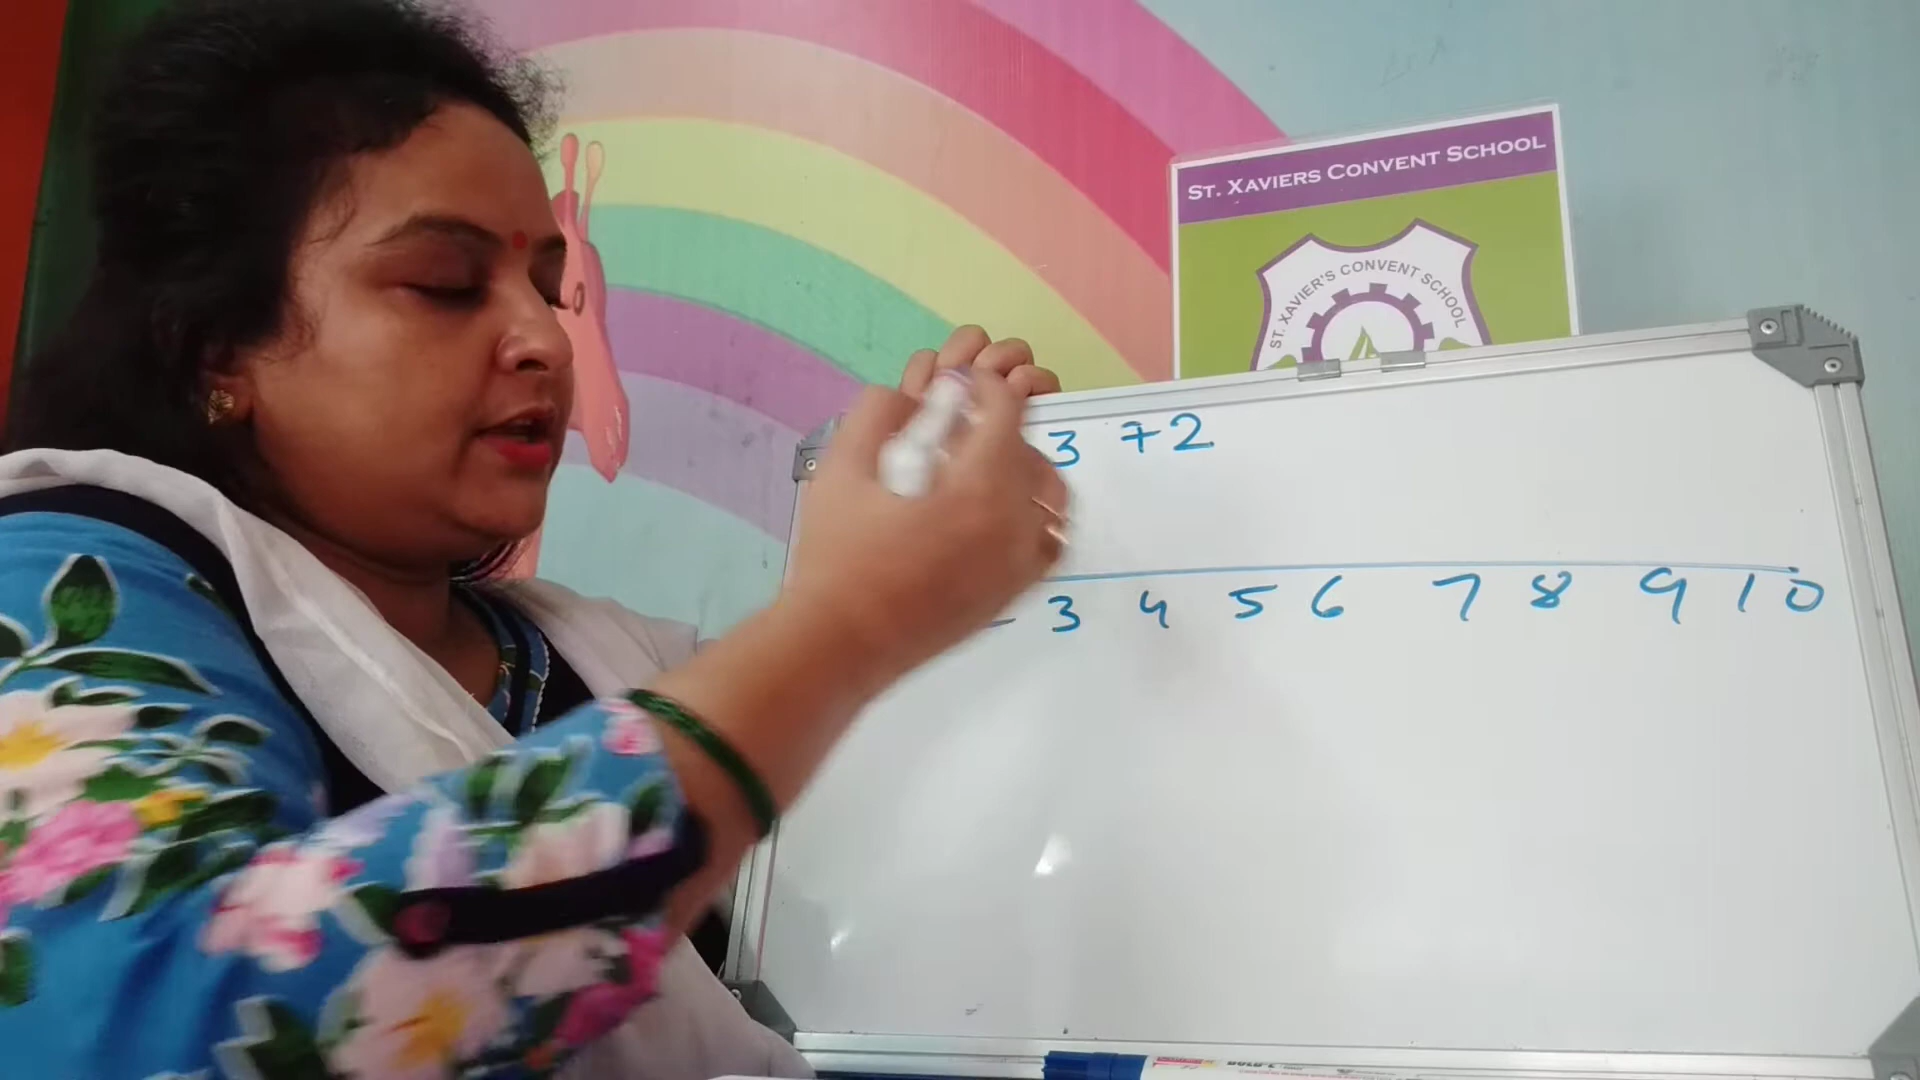 ST. XAVIERS CONVENT SCHOOL
ST. XAVIER'S CONVENT SCHOOL
3 + 2
3 4 5 6 7 8 9 10